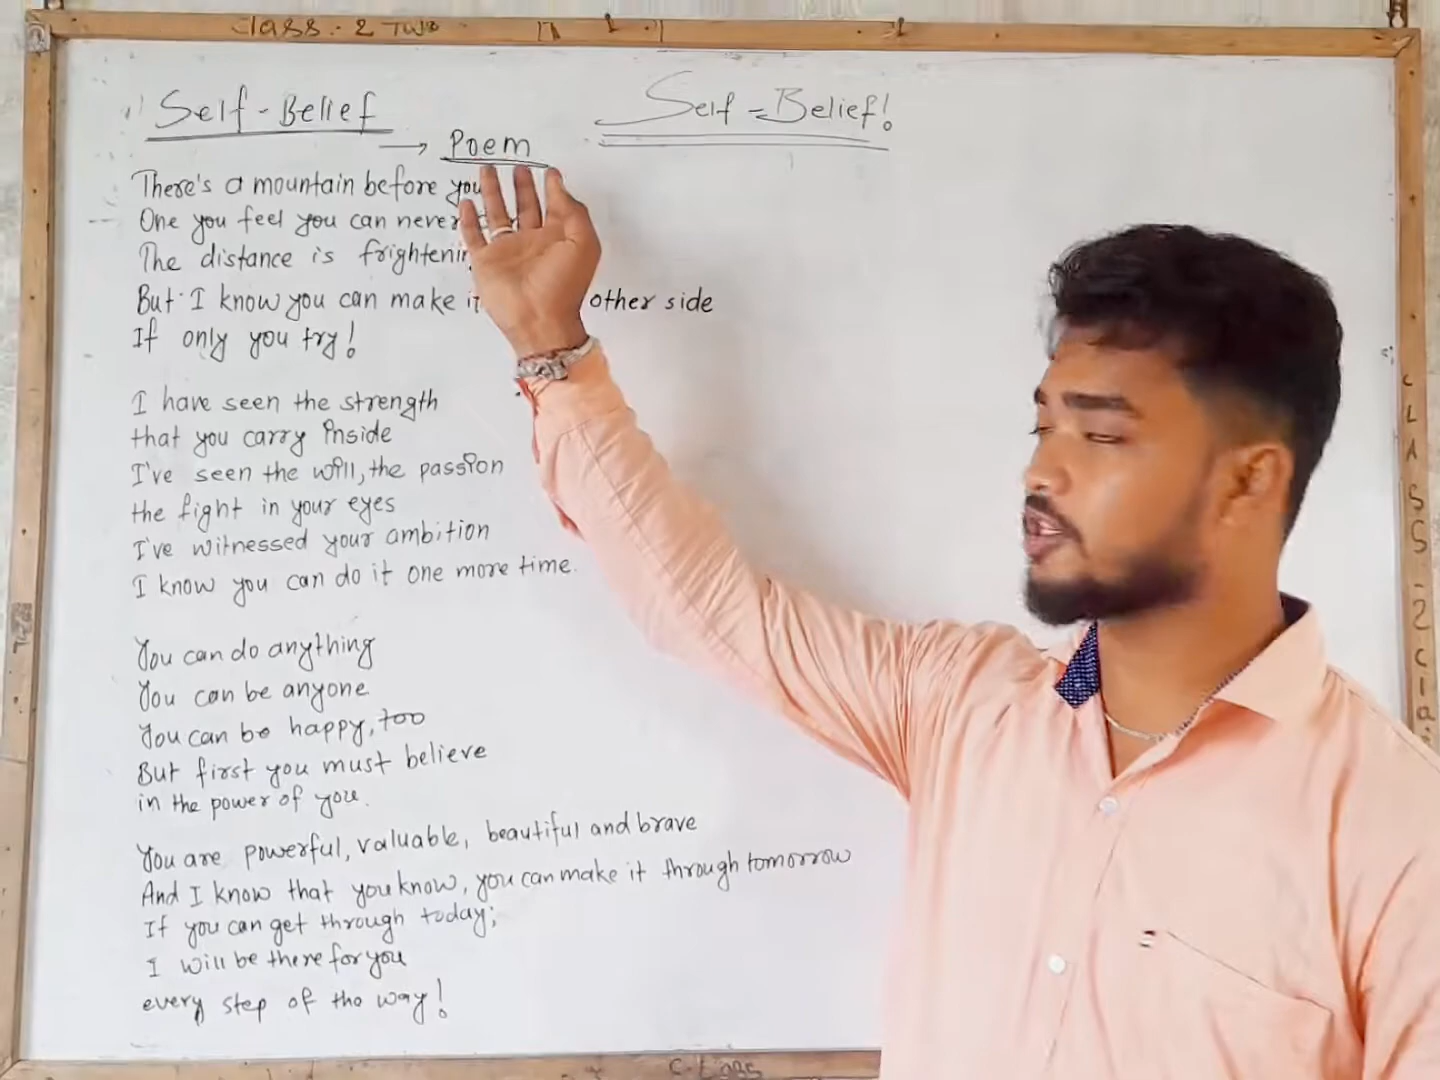 Class:- 2 Two
Self-Belief
Self-Belief!
→ Poem
There's a mountain before you
One you feel you can never
The distance is frightening
But I know you can make it other side
If only you try!
I have seen the strength
that you carry inside
I've seen the will, the passion
the fight in your eyes
I've witnessed your ambition
I know you can do it one more time.
You can do anything
You can be anyone
You can be happy, too
But first you must believe
in the power of you.
You are powerful, valuable, beautiful and brave
And I know that you know, you can make it through tomorrow
If you can get through today;
I will be there for you
every step of the way!
CLASS-2